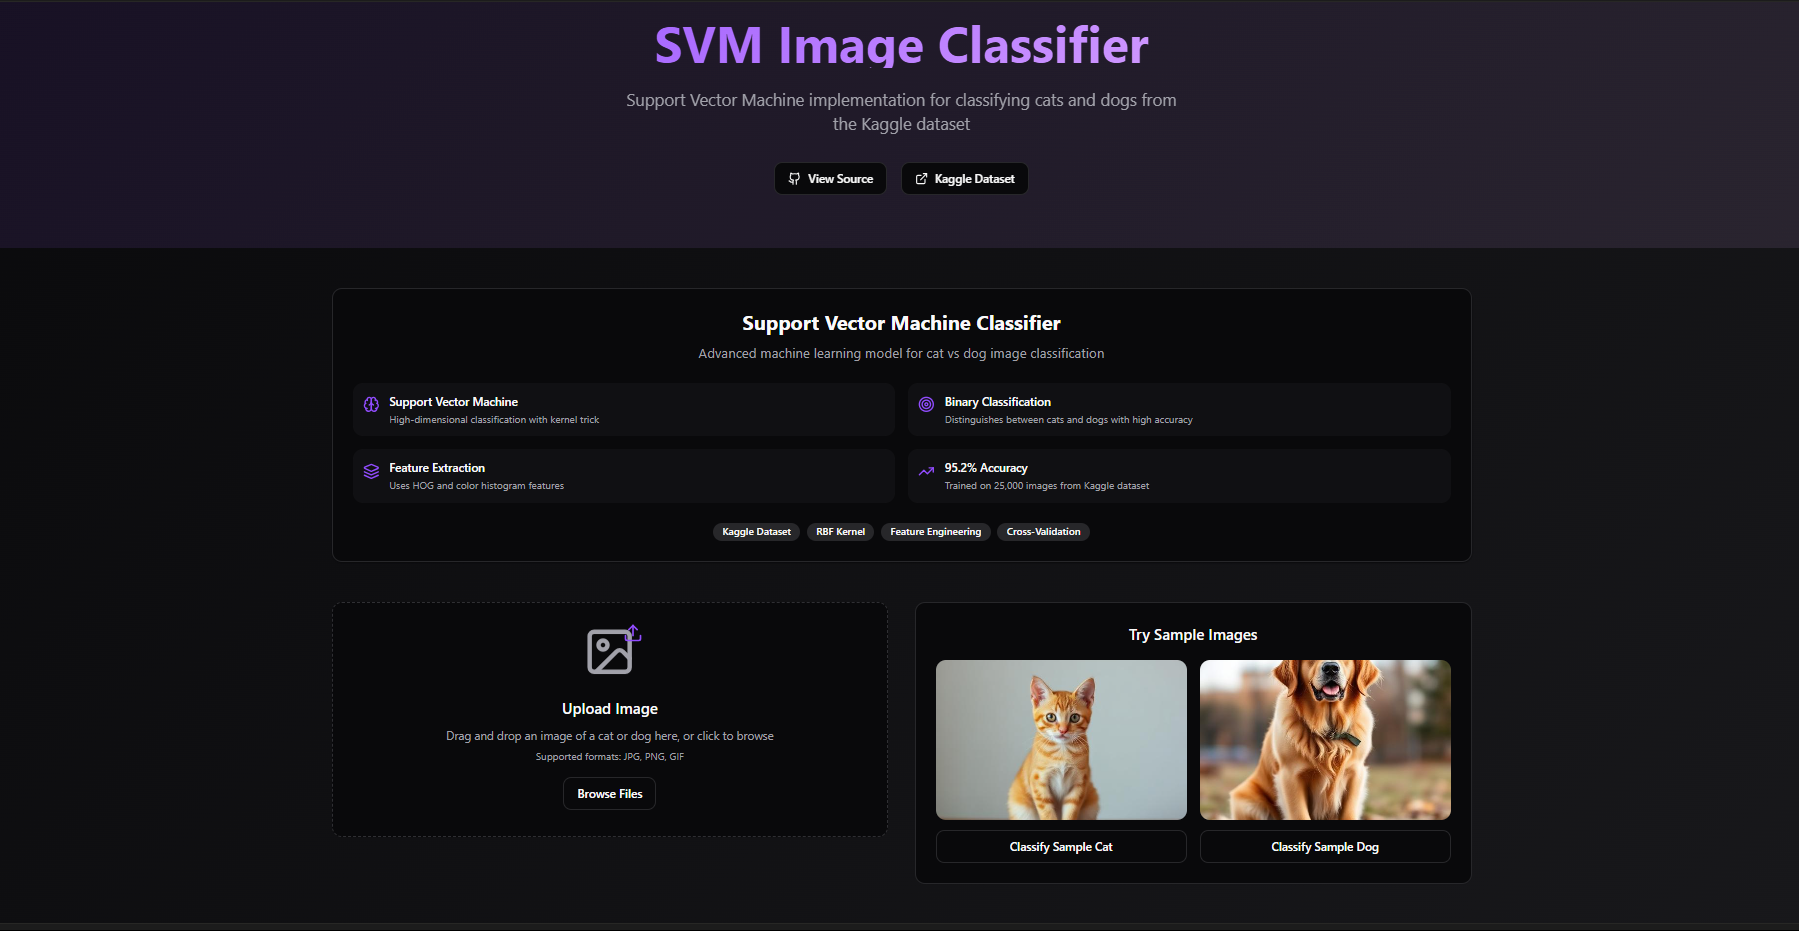 SVM Image Classifier
Support Vector Machine implementation for classifying cats and dogs from
the Kaggle dataset
View Source
Kaggle Dataset
Support Vector Machine Classifier
Advanced machine learning model for cat vs dog image classification
Support Vector Machine
High-dimensional classification with kernel trick
Binary Classification
Distinguishes between cats and dogs with high accuracy
Feature Extraction
Uses HOG and color histogram features
95.2% Accuracy
Trained on 25,000 images from Kaggle dataset
Kaggle Dataset
RBF Kernel
Feature Engineering
Cross-Validation
Upload Image
Drag and drop an image of a cat or dog here, or click to browse
Supported formats: JPG, PNG, GIF
Browse Files
Try Sample Images
Classify Sample Cat
Classify Sample Dog